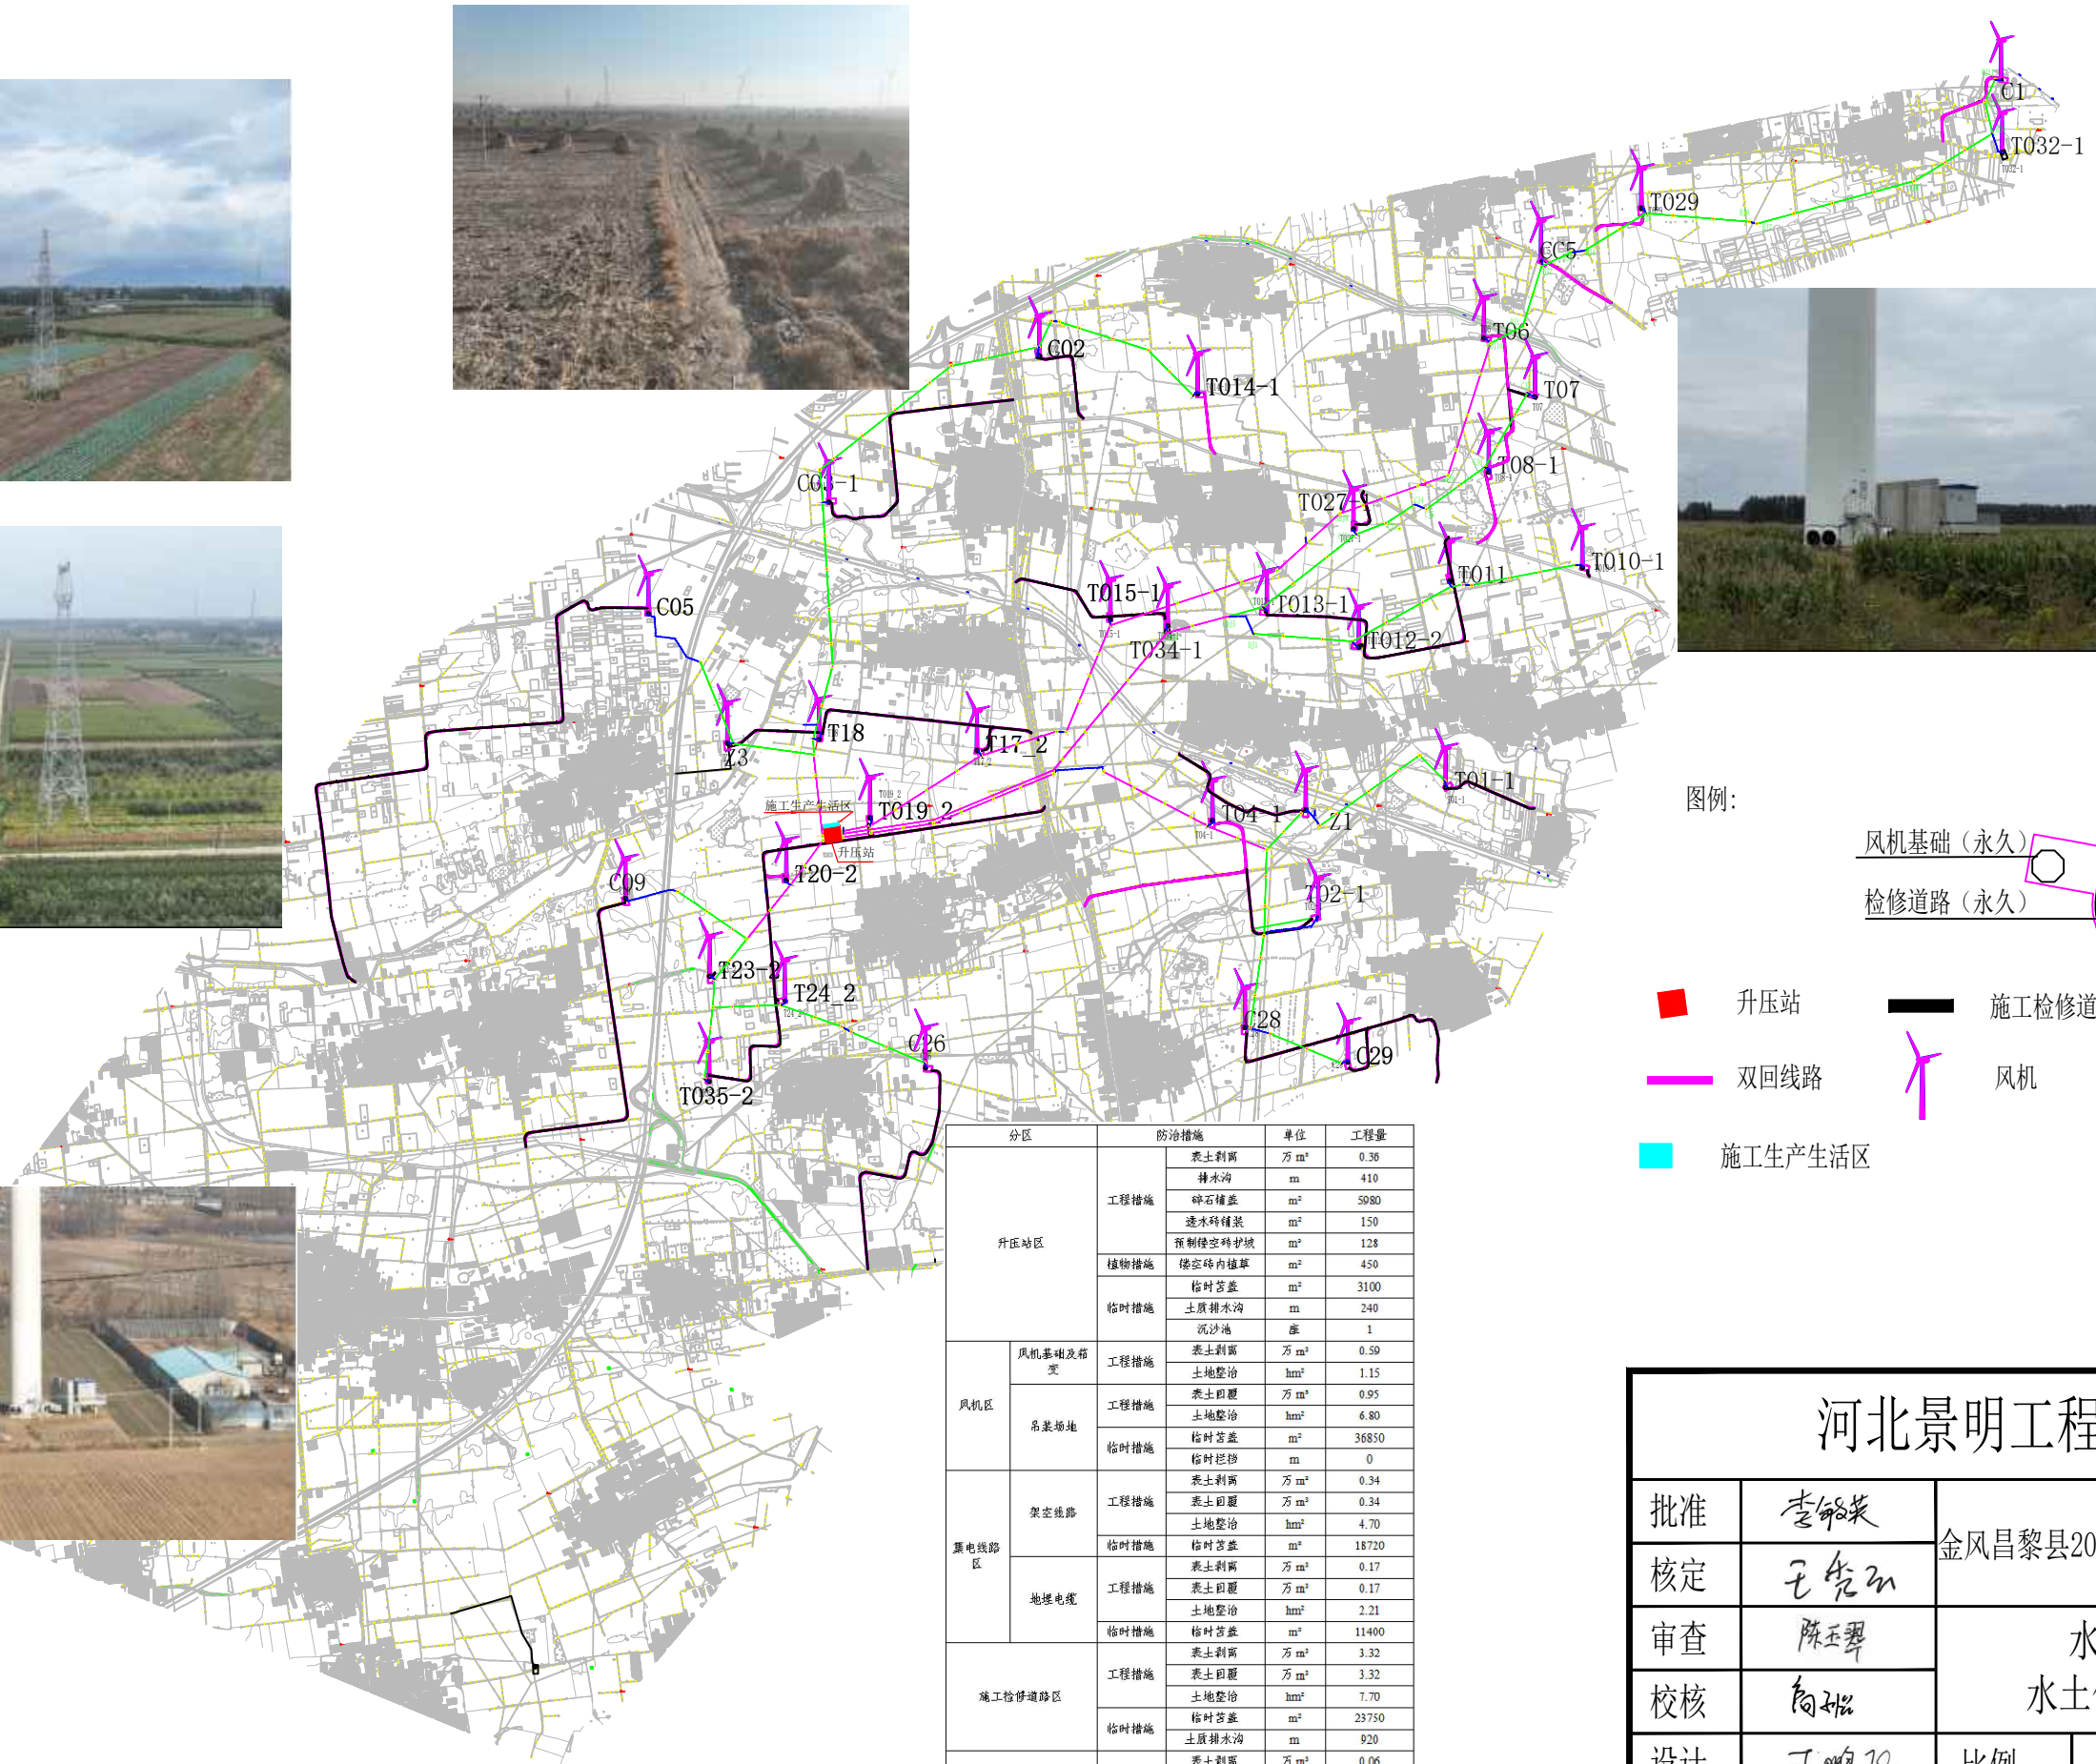 C1
T032-1
T029
CC5
T06
C02
T014-1
T07
C03-1
T08-1
T027-1
T011
T010-1
C05
T015-1
T013-1
T034-1
T012-2
T18
Z3
T17_2
T01-1
施工生产生活区
T019_2
升压站
T04-1
Z1
T20-2
C09
T02-1
T23-2
T24_2
C28
C26
C29
T035-2
图例:
风机基础（永久）
检修道路（永久）
升压站 施工检修道
双回线路 风机
施工生产生活区
分区 防治措施 单位 工程量
升压站区 工程措施 表土剥离 万 m³ 0.36
排水沟 m 410
碎石铺盖 m² 5980
透水砖铺装 m² 150
预制镂空砖护坡 m² 128
植物措施 镂空砖内植草 m² 450
临时措施 临时苫盖 m² 3100
土质排水沟 m 240
沉沙池 座 1
风机区 风机基础及箱变 工程措施 表土剥离 万 m³ 0.59
土地整治 hm² 1.15
吊装场地 工程措施 表土回覆 万 m³ 0.95
土地整治 hm² 6.80
临时措施 临时苫盖 m² 36850
临时拦挡 m 0
集电线路区 架空线路 工程措施 表土剥离 万 m³ 0.34
表土回覆 万 m³ 0.34
土地整治 hm² 4.70
临时措施 临时苫盖 m² 18720
地埋电缆 工程措施 表土剥离 万 m³ 0.17
表土回覆 万 m³ 0.17
土地整治 hm² 2.21
临时措施 临时苫盖 m² 11400
施工检修道路区 工程措施 表土剥离 万 m³ 3.32
表土回覆 万 m³ 3.32
土地整治 hm² 7.70
临时措施 临时苫盖 m² 23750
土质排水沟 m 920
表土剥离 万 m³ 0.06
河北景明工程
批准 李敏英
金风昌黎县20
核定
审查 陈玉翠
水
校核
水土
设计
比例